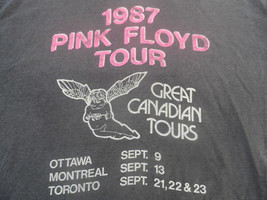 1987
PINK FLOYD
TOUR
GREAT
CANADIAN
TOURS
OTTAWA SEPT. 9
MONTREAL SEPT. 13
TORONTO SEPT. 21,22 & 23